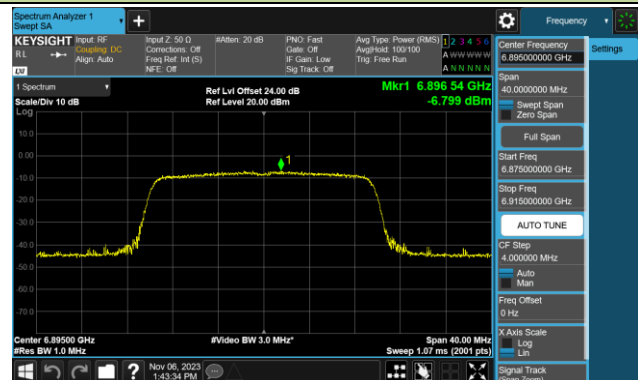 Spectrum Analyzer 1
Swept SA
+
Frequency
KEYSIGHT
RL
LXI
Input: RF
Coupling: DC
Align: Auto
Input Z: 50 Ω
Corrections: Off
Freq Ref: Int (S)
NFE: Off
#Atten: 20 dB
PNO: Fast
Gate: Off
IF Gain: Low
Sig Track: Off
Avg Type: Power (RMS)
Avg|Hold: 100/100
Trig: Free Run
1 2 3 4 5 6
A W W W W W
A N N N N N
1 Spectrum
Scale/Div 10 dB
Log
Ref Lvl Offset 24.00 dB
Ref Level 20.00 dBm
Mkr1 6.896 54 GHz
-6.799 dBm
10.0
0.00
-10.0
-20.0
-30.0
-40.0
-50.0
-60.0
-70.0
1
Center 6.89500 GHz
#Res BW 1.0 MHz
#Video BW 3.0 MHz*
Span 40.00 MHz
Sweep 1.07 ms (2001 pts)
Nov 06, 2023
1:43:34 PM
?
Center Frequency
6.895000000 GHz
Settings
Span
40.0000000 MHz
Swept Span
Zero Span
Full Span
Start Freq
6.875000000 GHz
Stop Freq
6.915000000 GHz
AUTO TUNE
CF Step
4.000000 MHz
Auto
Man
Freq Offset
0 Hz
X Axis Scale
Log
Lin
Signal Track
(Span Zoom)